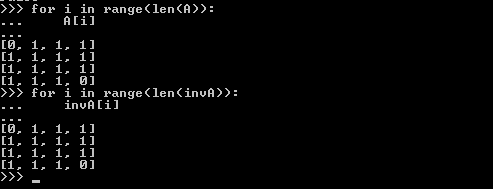 >>> for i in range(len(A)):
...     A[i]
...
[0, 1, 1, 1]
[1, 1, 1, 1]
[1, 1, 1, 1]
[1, 1, 1, 0]
>>> for i in range(len(invA)):
...     invA[i]
...
[0, 1, 1, 1]
[1, 1, 1, 1]
[1, 1, 1, 1]
[1, 1, 1, 0]
>>> _